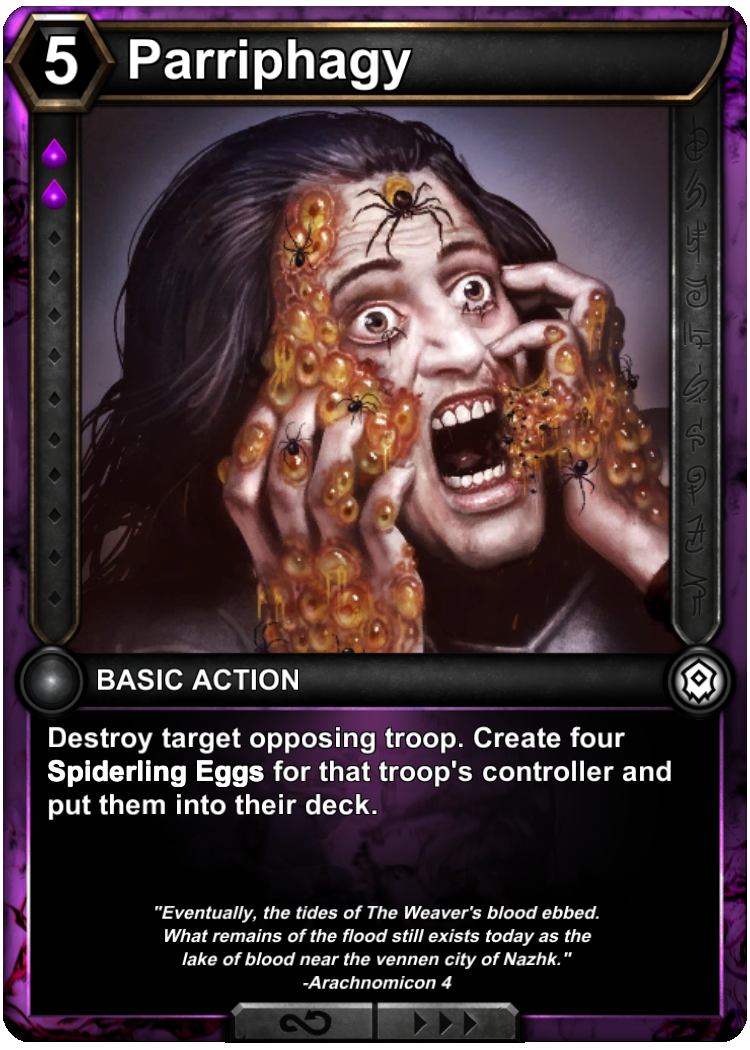 5
Parriphagy
BASIC ACTION
Destroy target opposing troop. Create four
Spiderling Eggs for that troop's controller and
put them into their deck.
"Eventually, the tides of The Weaver's blood ebbed.
What remains of the flood still exists today as the
lake of blood near the vennen city of Nazhk."
-Arachnomicon 4